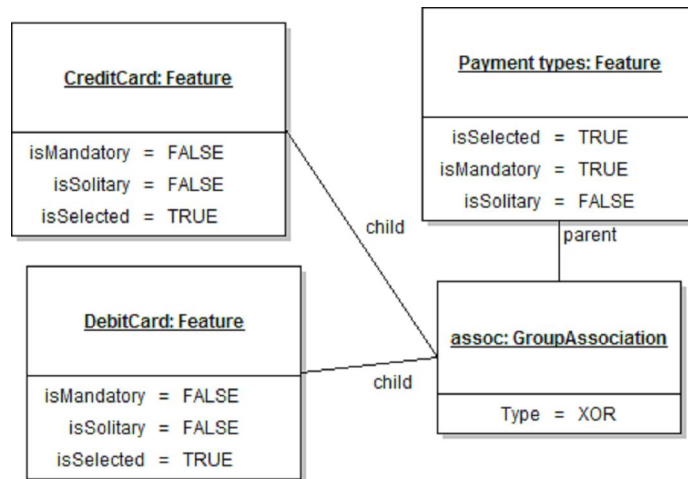 CreditCard: Feature
isMandatory = FALSE
isSolitary = FALSE
isSelected = TRUE
Payment types: Feature
isSelected = TRUE
isMandatory = TRUE
isSolitary = FALSE
child
parent
DebitCard: Feature
isMandatory = FALSE
isSolitary = FALSE
isSelected = TRUE
child
assoc: GroupAssociation
Type = XOR